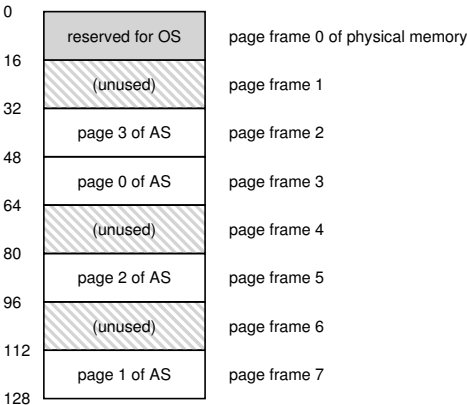 0
reserved for OS page frame 0 of physical memory
16
(unused) page frame 1
32
page 3 of AS page frame 2
48
page 0 of AS page frame 3
64
(unused) page frame 4
80
page 2 of AS page frame 5
96
(unused) page frame 6
112
page 1 of AS page frame 7
128